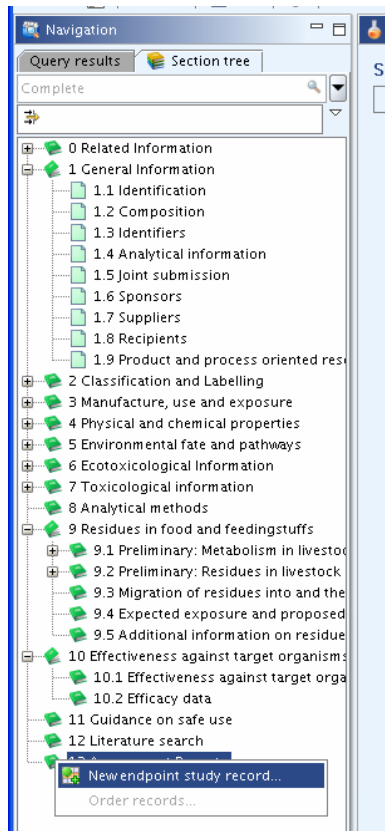 Navigation
Query results
Section tree
S
Complete
0 Related Information
1 General Information
1.1 Identification
1.2 Composition
1.3 Identifiers
1.4 Analytical information
1.5 Joint submission
1.6 Sponsors
1.7 Suppliers
1.8 Recipients
1.9 Product and process oriented res
2 Classification and Labelling
3 Manufacture, use and exposure
4 Physical and chemical properties
5 Environmental fate and pathways
6 Ecotoxicological Information
7 Toxicological information
8 Analytical methods
9 Residues in food and feedingstuffs
9.1 Preliminary: Metabolism in livestoc
9.2 Preliminary: Residues in livestock
9.3 Migration of residues into and the
9.4 Expected exposure and proposed
9.5 Additional information on residue
10 Effectiveness against target organisms
10.1 Effectiveness against target orga
10.2 Efficacy data
11 Guidance on safe use
12 Literature search
New endpoint study record...
Order records...